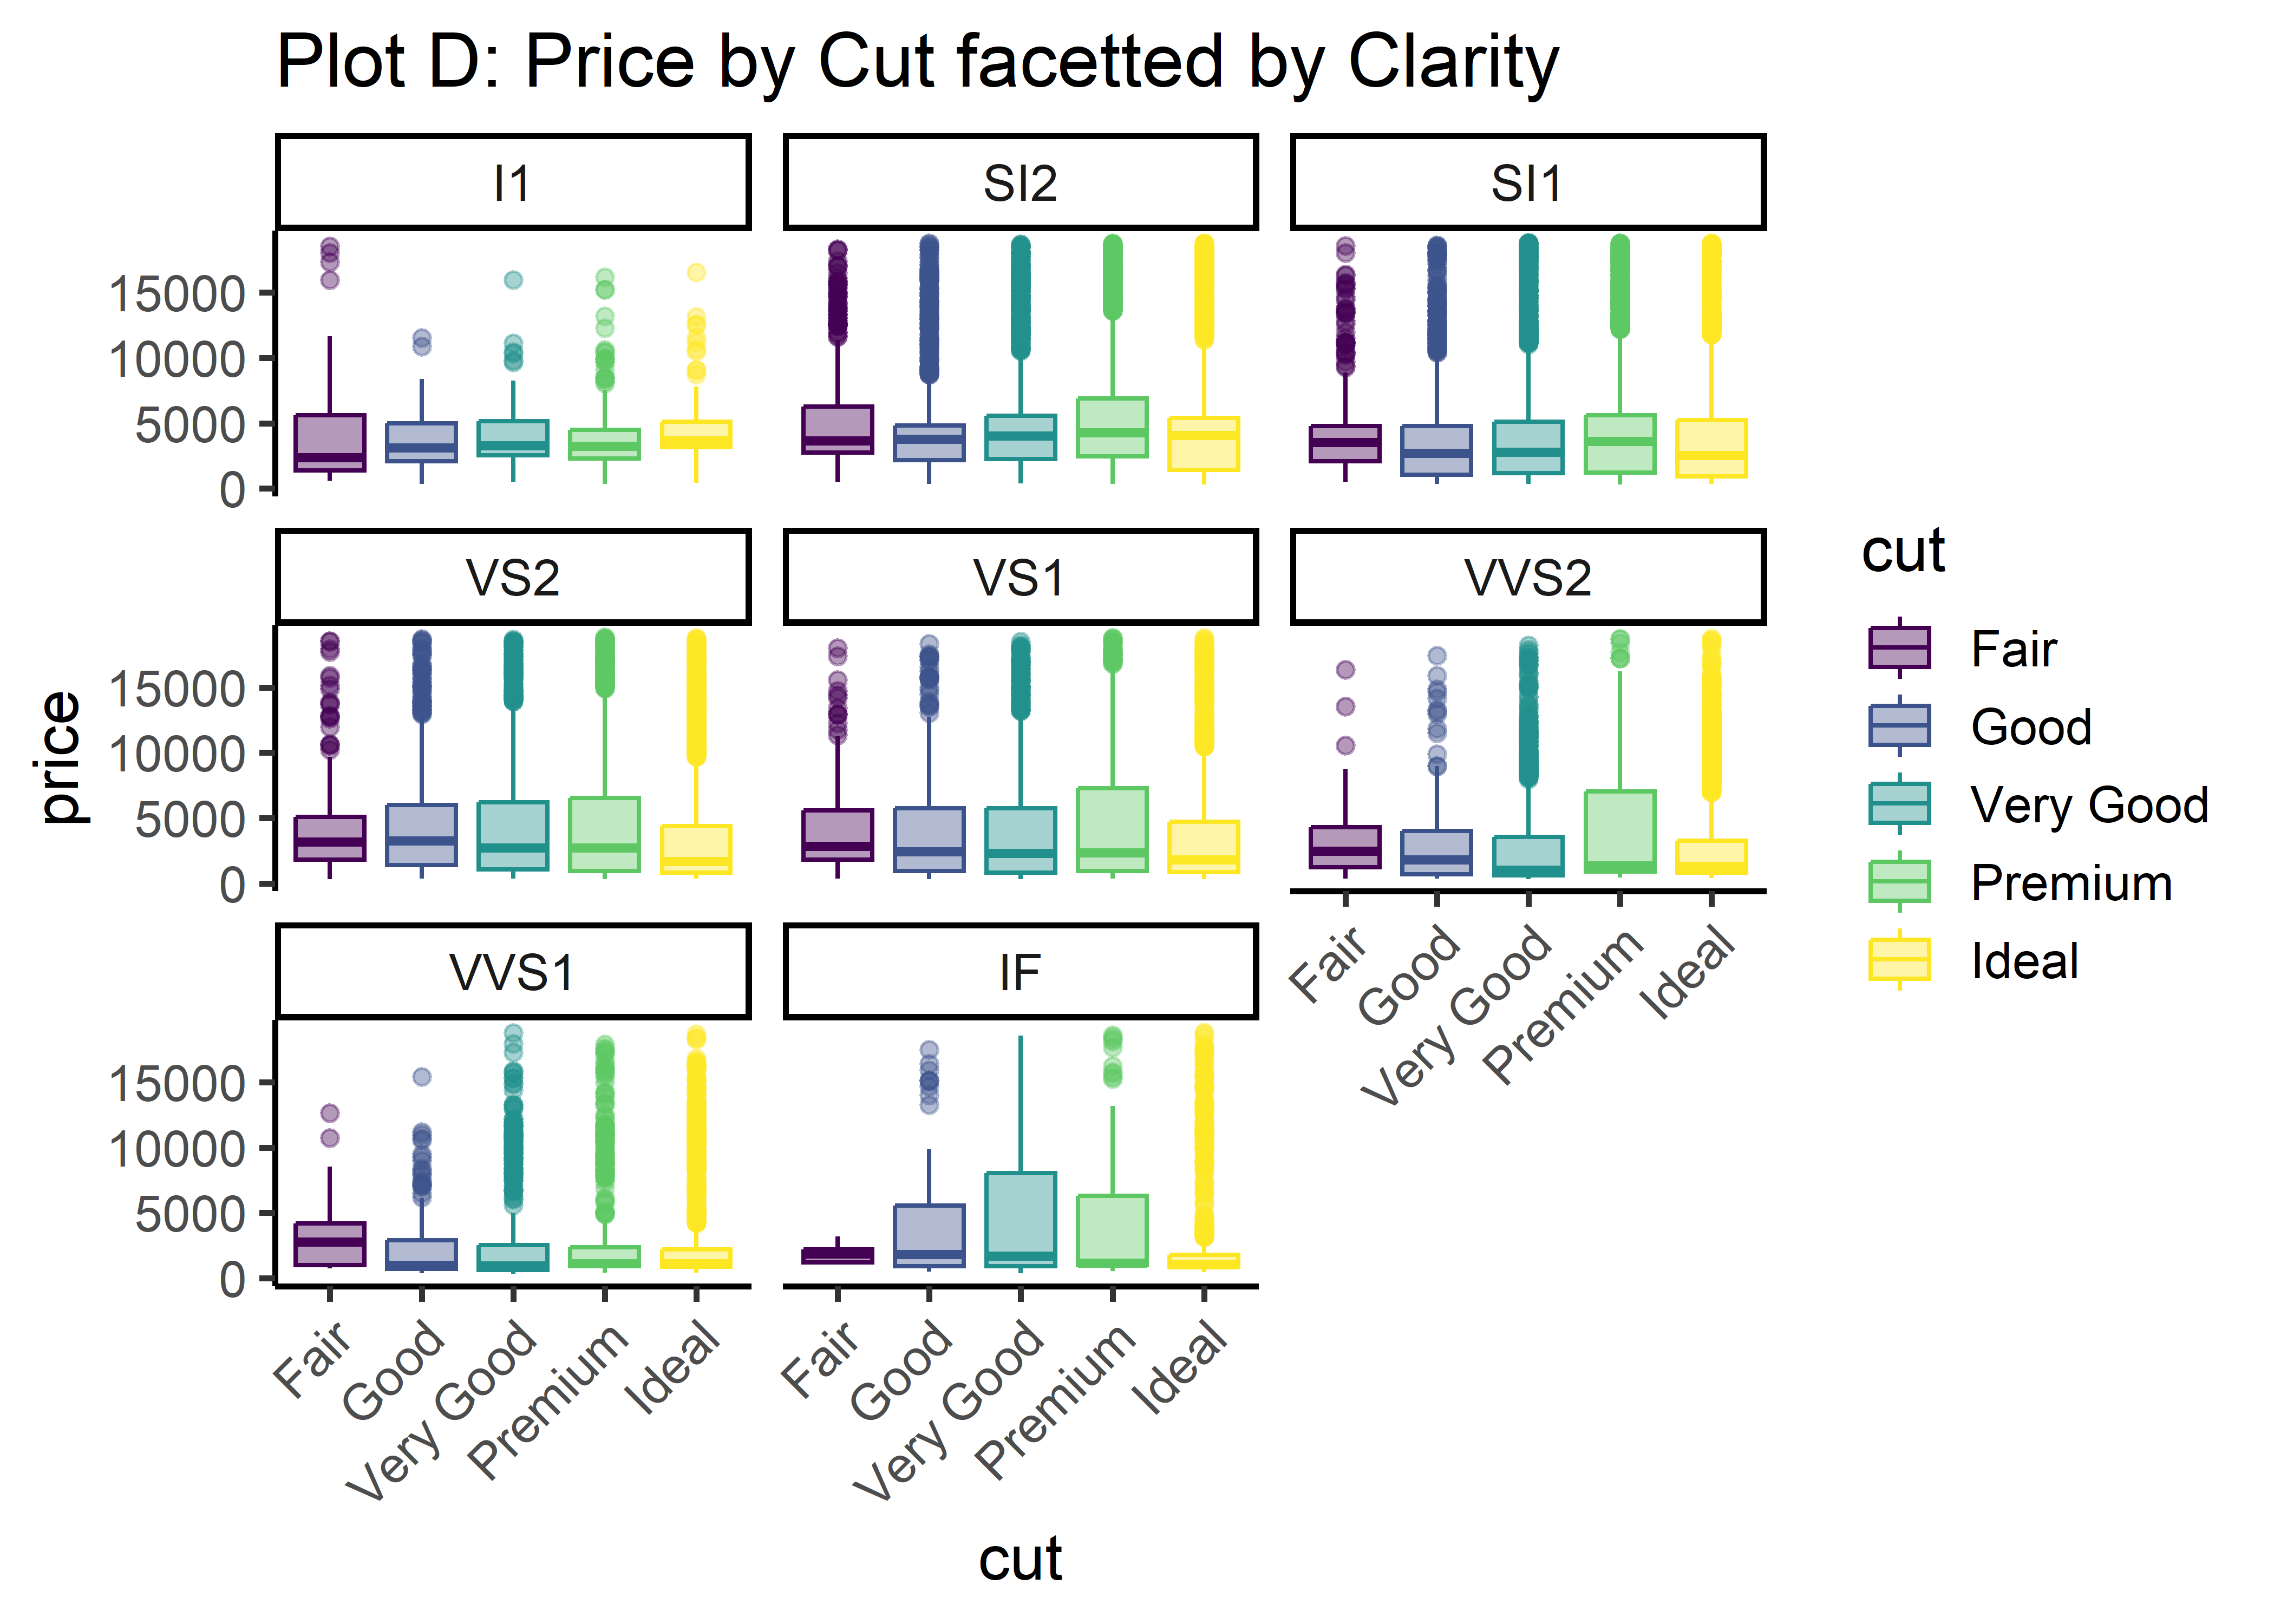 Plot D: Price by Cut facetted by Clarity
I1
SI2
SI1
15000
10000
5000
0
VS2
VS1
VVS2
15000
10000
5000
0
Fair
Good
Very Good
Premium
Ideal
VVS1
IF
15000
10000
5000
0
Fair
Good
Very Good
Premium
Ideal
Fair
Good
Very Good
Premium
Ideal
price
cut
cut
Fair
Good
Very Good
Premium
Ideal